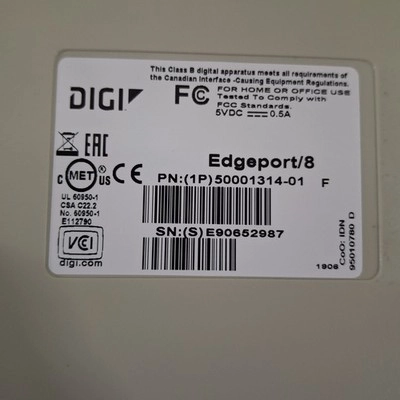 This Class B digital apparatus meets all requirements of
the Canadian Interface -Causing Equipment Regulations.
DIGI
FC
FOR HOME OR OFFICE USE
Tested To Comply with
FCC Standards.
5VDC 0.5A
EAC
Edgeport/8
C MET US
CE
PN:(1P)50001314-01 F
UL 60950-1
CSA C22.2
No. 60950-1
E112790
SN:(S)E90652987
VCI
digi.com
1906
CoO: IDN
95010780 D